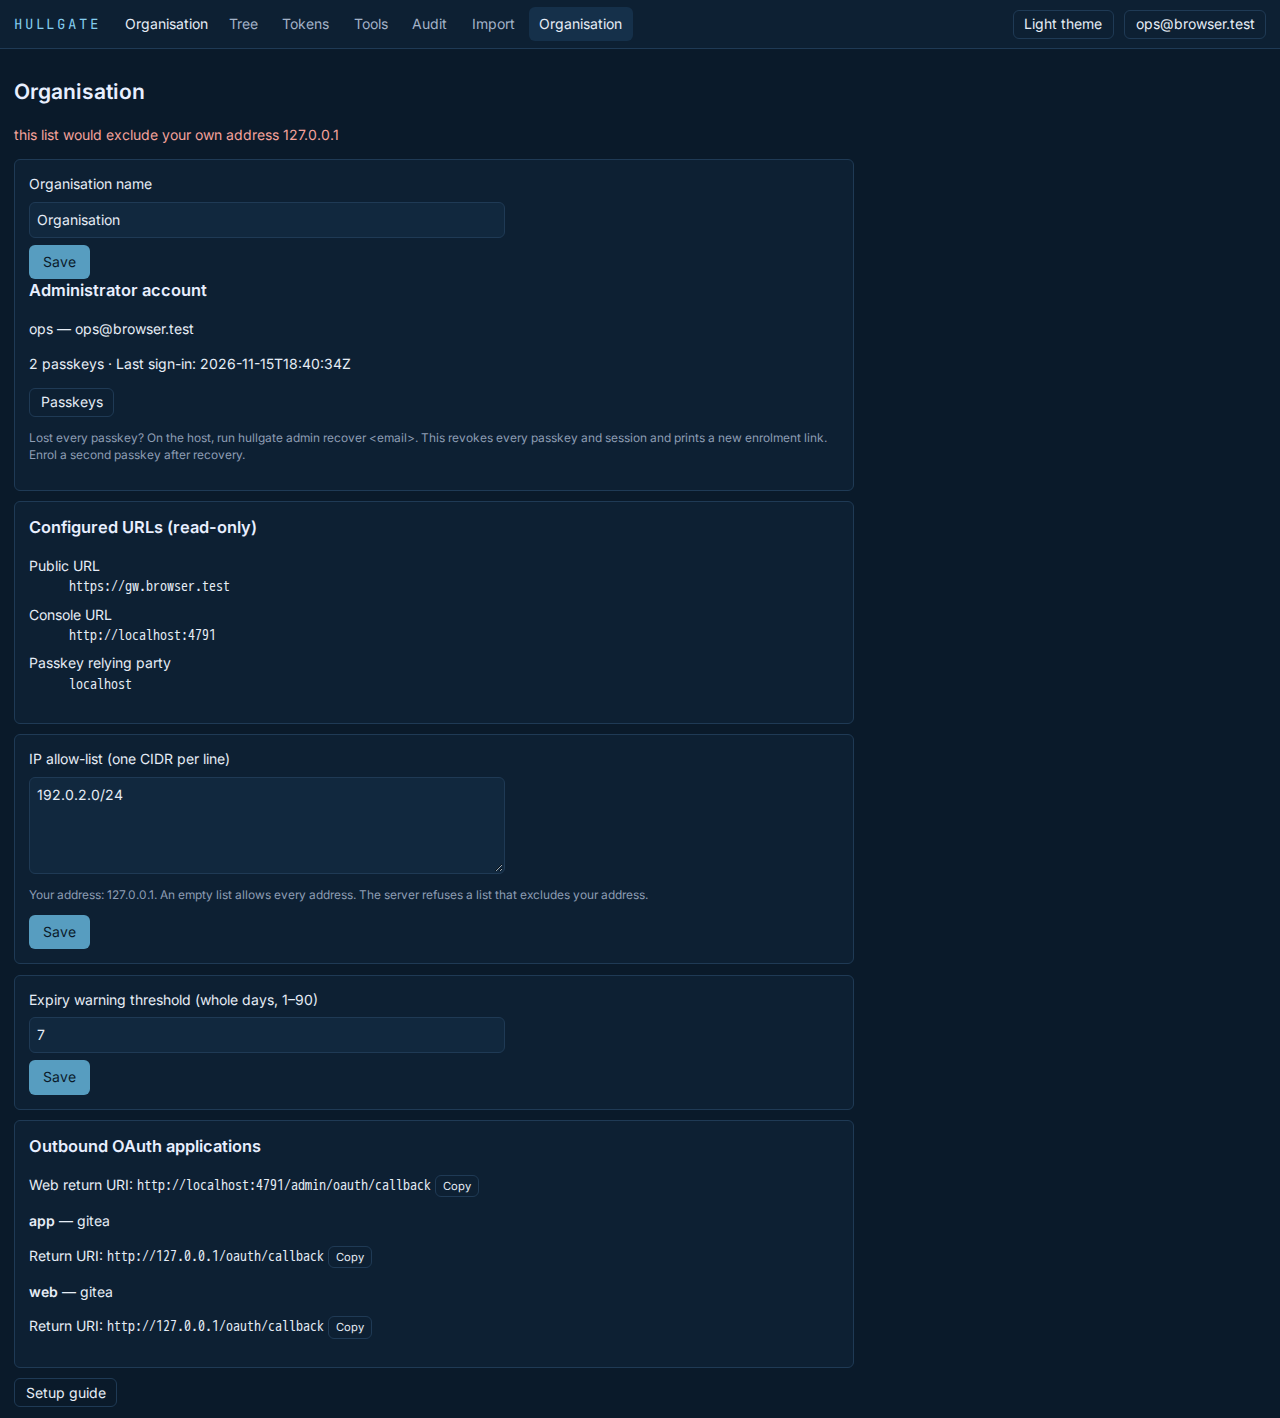 HULLGATE Organisation Tree Tokens Tools Audit Import Organisation Light theme ops@browser.test
Organisation
this list would exclude your own address 127.0.0.1
Organisation name
Organisation
Save
Administrator account
ops — ops@browser.test
2 passkeys · Last sign-in: 2026-11-15T18:40:34Z
Passkeys
Lost every passkey? On the host, run hullgate admin recover <email>. This revokes every passkey and session and prints a new enrolment link.
Enrol a second passkey after recovery.
Configured URLs (read-only)
Public URL
https://gw.browser.test
Console URL
http://localhost:4791
Passkey relying party
localhost
IP allow-list (one CIDR per line)
192.0.2.0/24
Your address: 127.0.0.1. An empty list allows every address. The server refuses a list that excludes your address.
Save
Expiry warning threshold (whole days, 1–90)
7
Save
Outbound OAuth applications
Web return URI: http://localhost:4791/admin/oauth/callback Copy
app — gitea
Return URI: http://127.0.0.1/oauth/callback Copy
web — gitea
Return URI: http://127.0.0.1/oauth/callback Copy
Setup guide